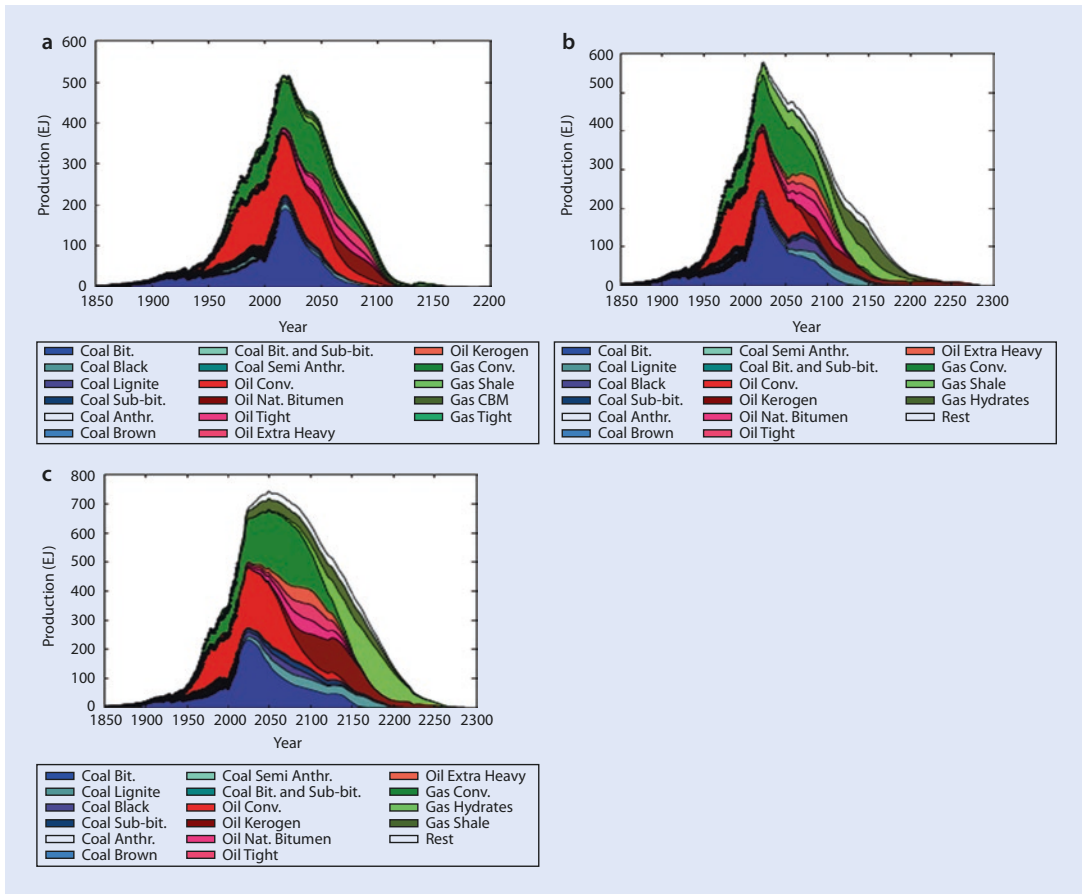 a
600
500
400
300
200
100
0
Production (EJ)
1850 1900 1950 2000 2050 2100 2150 2200
Year
Coal Bit. Coal Bit. and Sub-bit. Oil Kerogen
Coal Black Coal Semi Anthr. Gas Conv.
Coal Lignite Oil Conv. Gas Shale
Coal Sub-bit. Oil Nat. Bitumen Gas CBM
Coal Anthr. Oil Tight Gas Tight
Coal Brown Oil Extra Heavy
b
600
500
400
300
200
100
0
Production (EJ)
1850 1900 1950 2000 2050 2100 2150 2200 2300
Year
Coal Bit. Coal Semi Anthr. Oil Extra Heavy
Coal Lignite Coal Bit. and Sub-bit. Gas Conv.
Coal Black Oil Conv. Gas Shale
Coal Sub-bit. Oil Kerogen Gas Hydrates
Coal Anthr. Oil Nat. Bitumen Rest
Coal Brown Oil Tight
c
800
700
600
500
400
300
200
100
0
Production (EJ)
1850 1900 1950 2000 2050 2100 2150 2200 2250 2300
Year
Coal Bit. Coal Semi Anthr. Oil Extra Heavy
Coal Lignite Coal Bit. and Sub-bit. Gas Conv.
Coal Black Oil Conv. Gas Hydrates
Coal Sub-bit. Oil Kerogen Gas Shale
Coal Anthr. Oil Nat. Bitumen Rest
Coal Brown Oil Tight